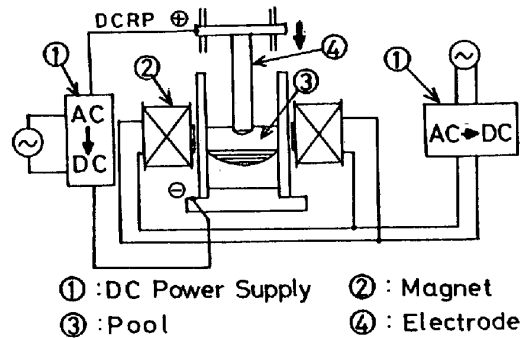 DCRP ⊕
①
②
④
③
①
AC
DC
AC DC
⊖
① : DC Power Supply ② : Magnet
③ : Pool ④ : Electrode